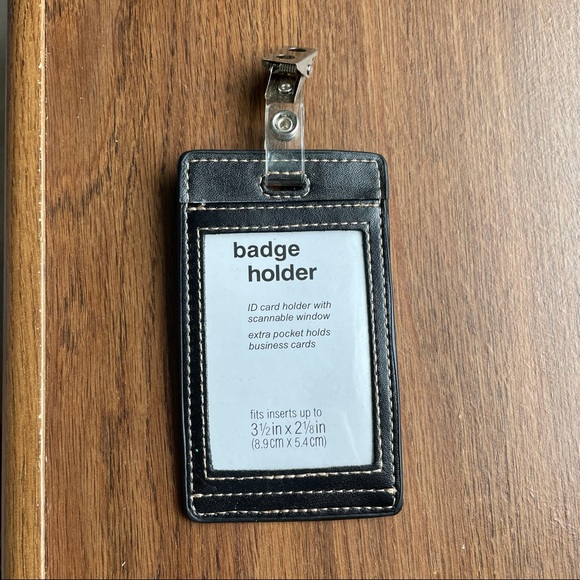 badge
holder
ID card holder with
scannable window
extra pocket holds
business cards
fits inserts up to
3½in x 2⅛in
(8.9cm x 5.4cm)